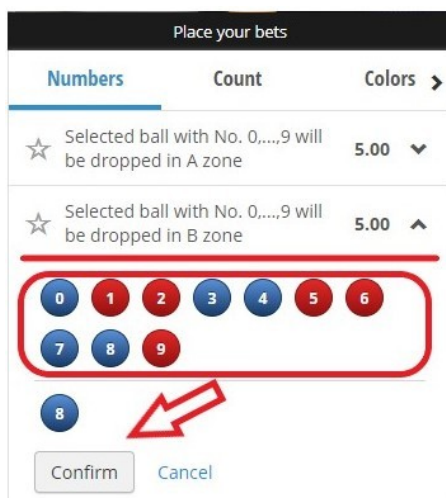 Place your bets
Numbers Count Colors
Selected ball with No. 0,...,9 will
be dropped in A zone
5.00
Selected ball with No. 0,...,9 will
be dropped in B zone
5.00
0 1 2 3 4 5 6
7 8 9
8
Confirm Cancel